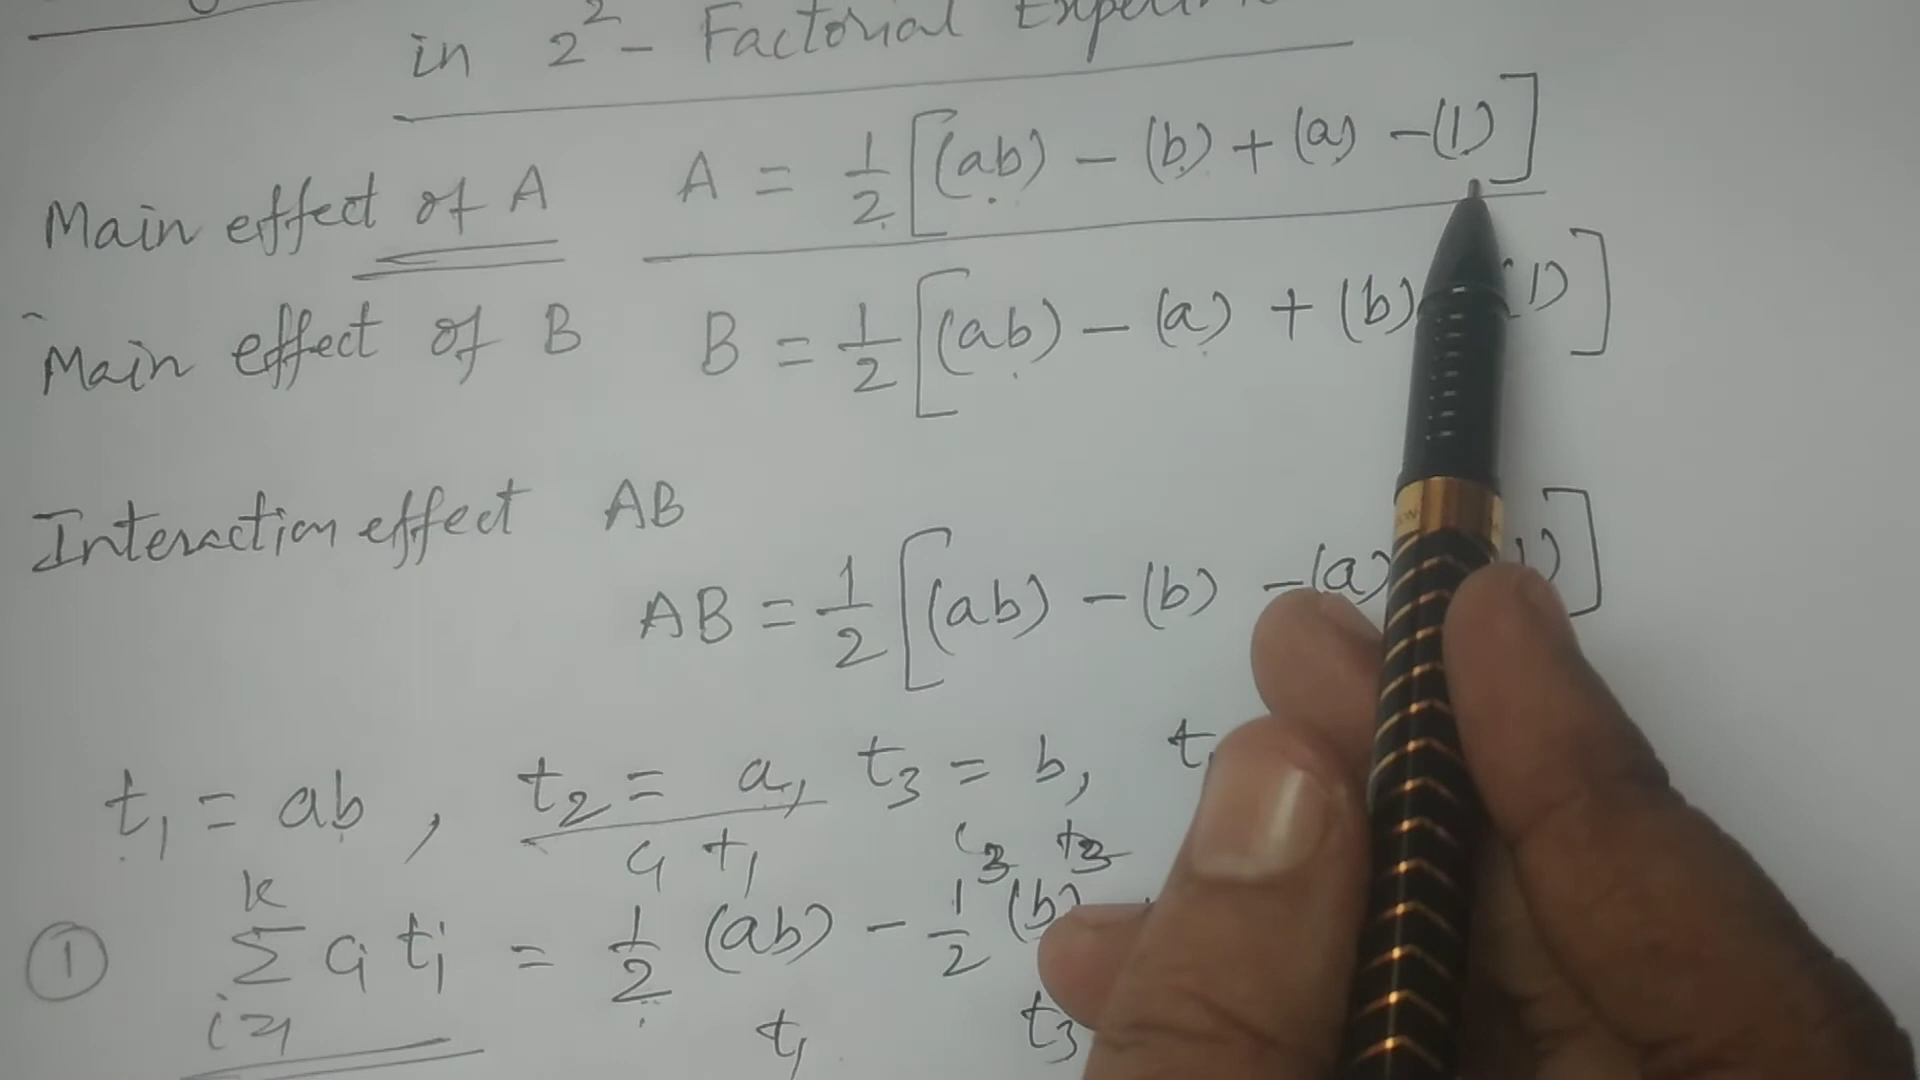 in 2² - Factorial
Main effect of A A = 1/2 [(ab) - (b) + (a) - (1)]
Main effect of B B = 1/2 [(ab) - (a) + (b) (1)]
Interaction effect AB
AB = 1/2 [(ab) - (b) - (a) 1)]
t₁ = ab, t₂ = a, t₃ = b, t
c₁ t₁ c₃ t₃
① k Σ i=1 cᵢ tᵢ = 1/2 (ab) - 1/2 (b)
t₁ t₃